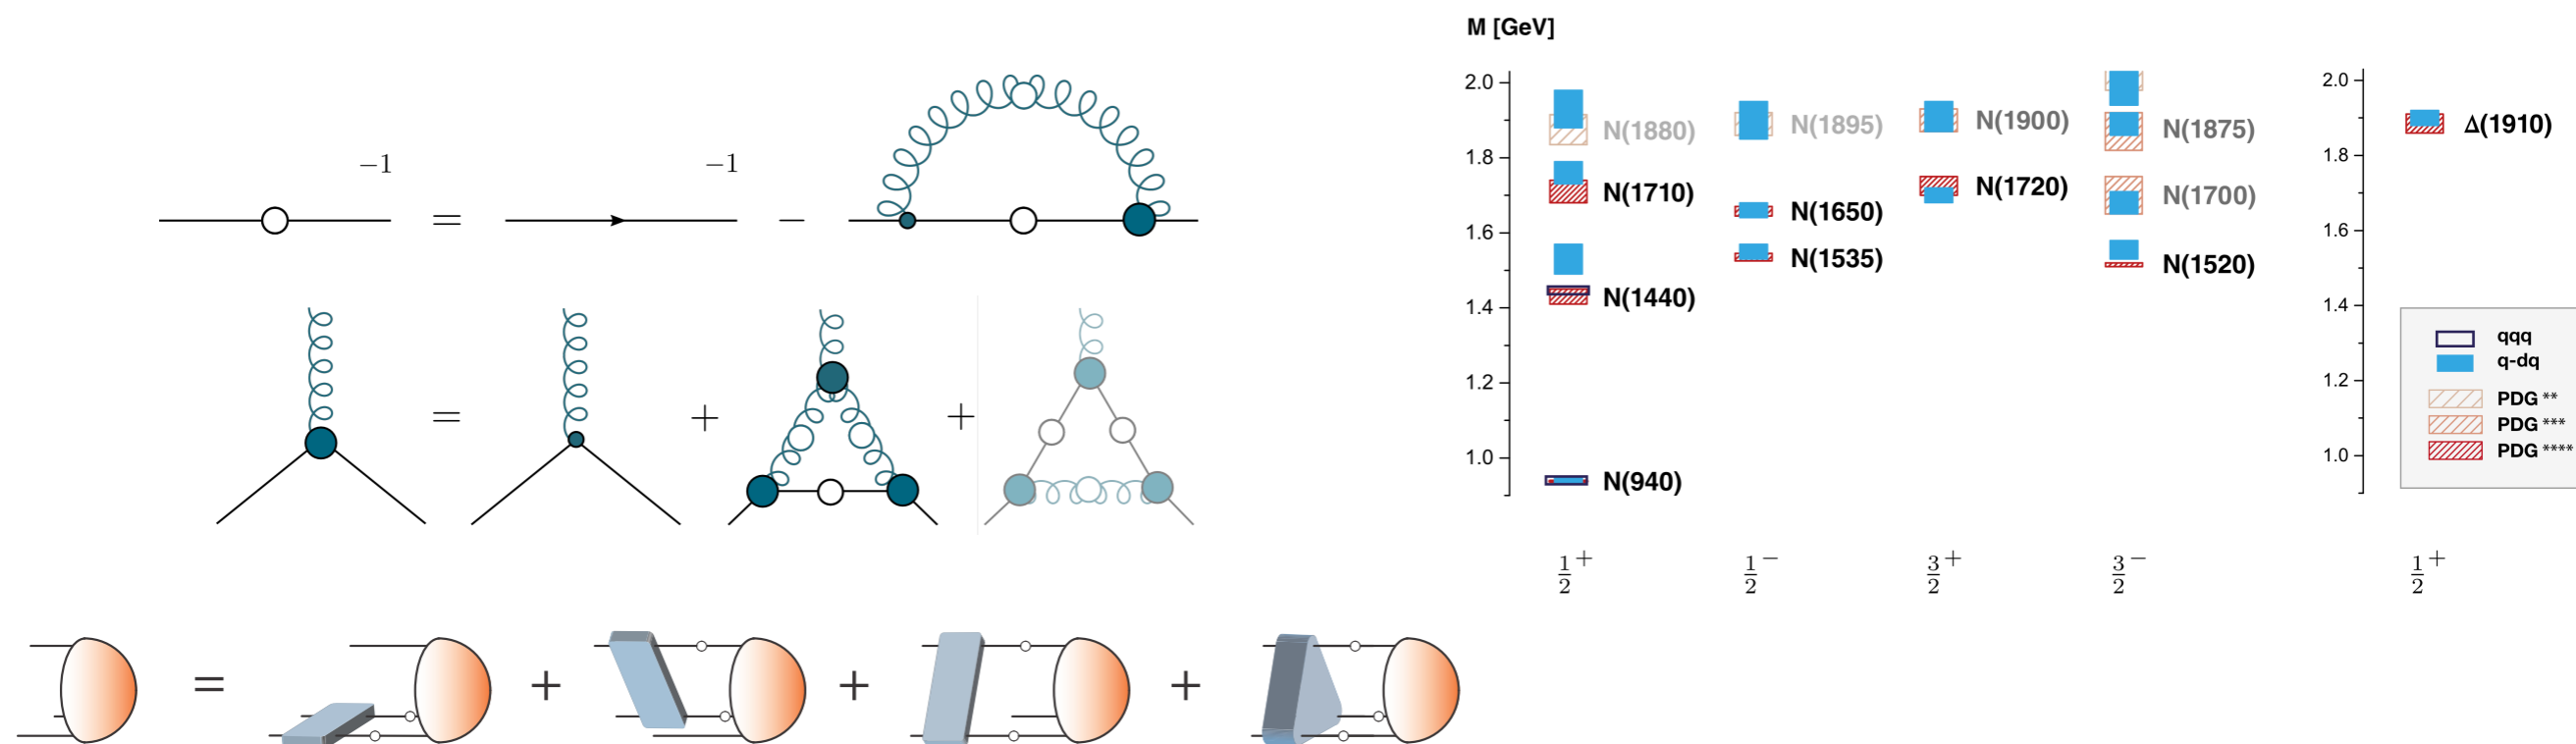 −1
−1
=
−
=
+
+
=
+
+
+
M [GeV]
2.0
1.8
1.6
1.4
1.2
1.0
N(1880)
N(1895)
N(1900)
N(1875)
N(1710)
N(1650)
N(1720)
N(1700)
N(1535)
N(1520)
N(1440)
N(940)
1/2+
1/2−
3/2+
3/2−
2.0
1.8
1.6
1.4
1.2
1.0
Δ(1910)
qqq
q-dq
PDG **
PDG ***
PDG ****
1/2+